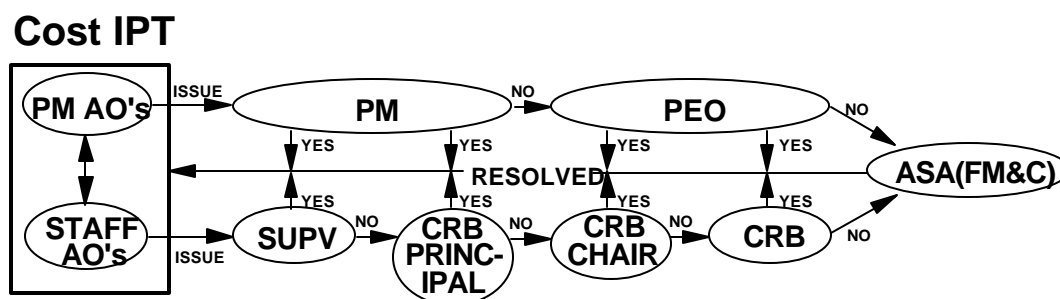 Cost IPT
PM AO's
ISSUE
PM
NO
PEO
NO
YES
YES
YES
YES
RESOLVED
ASA(FM&C)
YES
YES
YES
YES
STAFF
AO's
ISSUE
SUPV
NO
CRB
PRINC-
IPAL
NO
CRB
CHAIR
NO
CRB
NO